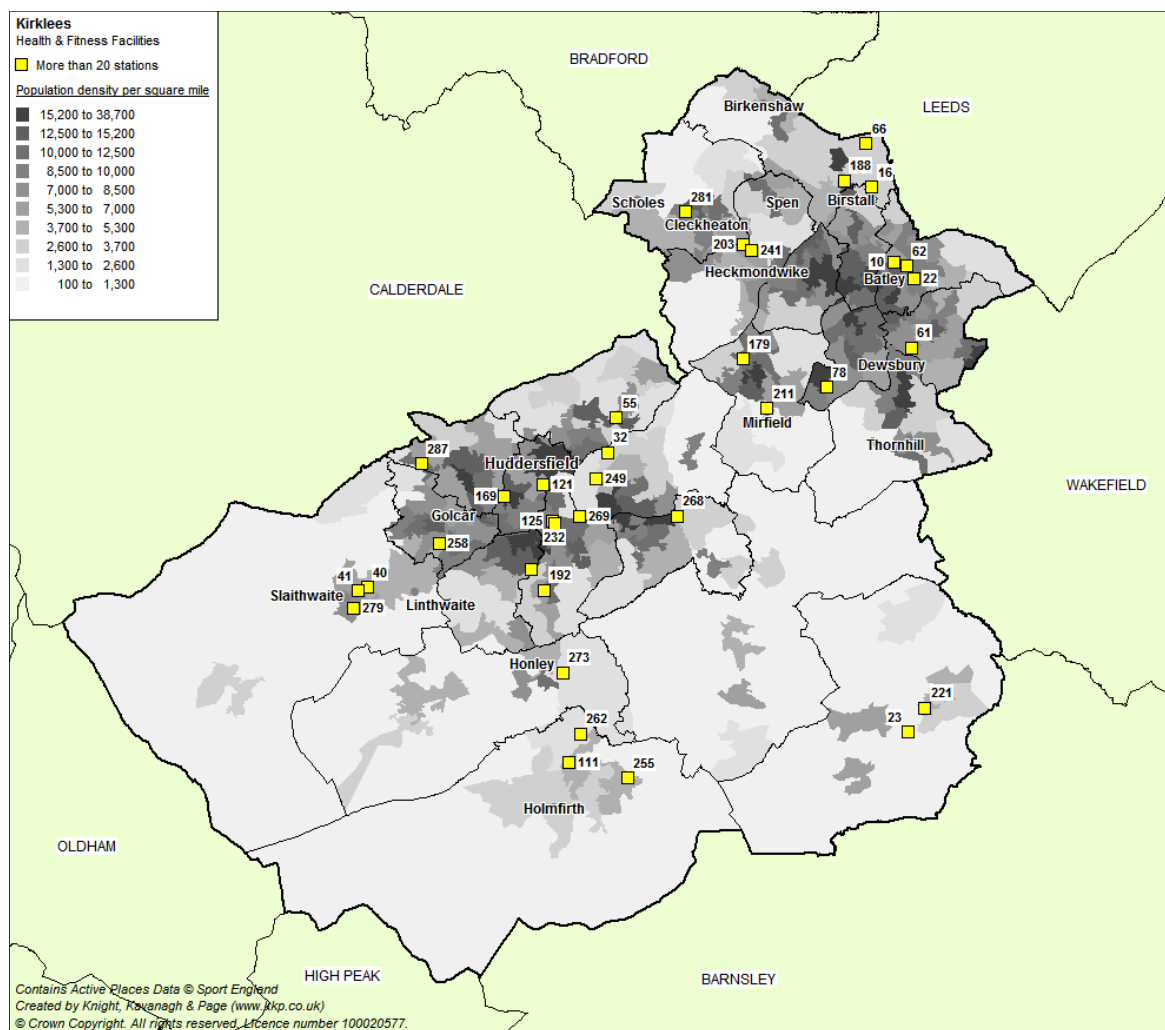 Kirklees
Health & Fitness Facilities
More than 20 stations
Population density per square mile
15,200 to 38,700
12,500 to 15,200
10,000 to 12,500
8,500 to 10,000
7,000 to 8,500
5,300 to 7,000
3,700 to 5,300
2,600 to 3,700
1,300 to 2,600
100 to 1,300
BRADFORD
LEEDS
Birkenshaw
66
188
16
281
Scholes
Spen
Birstall
Cleckheaton
203
241
62
10
Heckmondwike
Batley
22
CALDERDALE
61
179
Dewsbury
78
55
211
Mirfield
32
Thornhill
287
Huddersfield
249
121
WAKEFIELD
169
268
Golcar
125
269
232
258
41
40
192
Slaithwaite
Linthwaite
279
Honley
273
221
262
23
111
255
Holmfirth
OLDHAM
HIGH PEAK
BARNSLEY
Contains Active Places Data © Sport England
Created by Knight, Kavanagh & Page (www.kkp.co.uk)
© Crown Copyright. All rights reserved. Licence number 100020577.